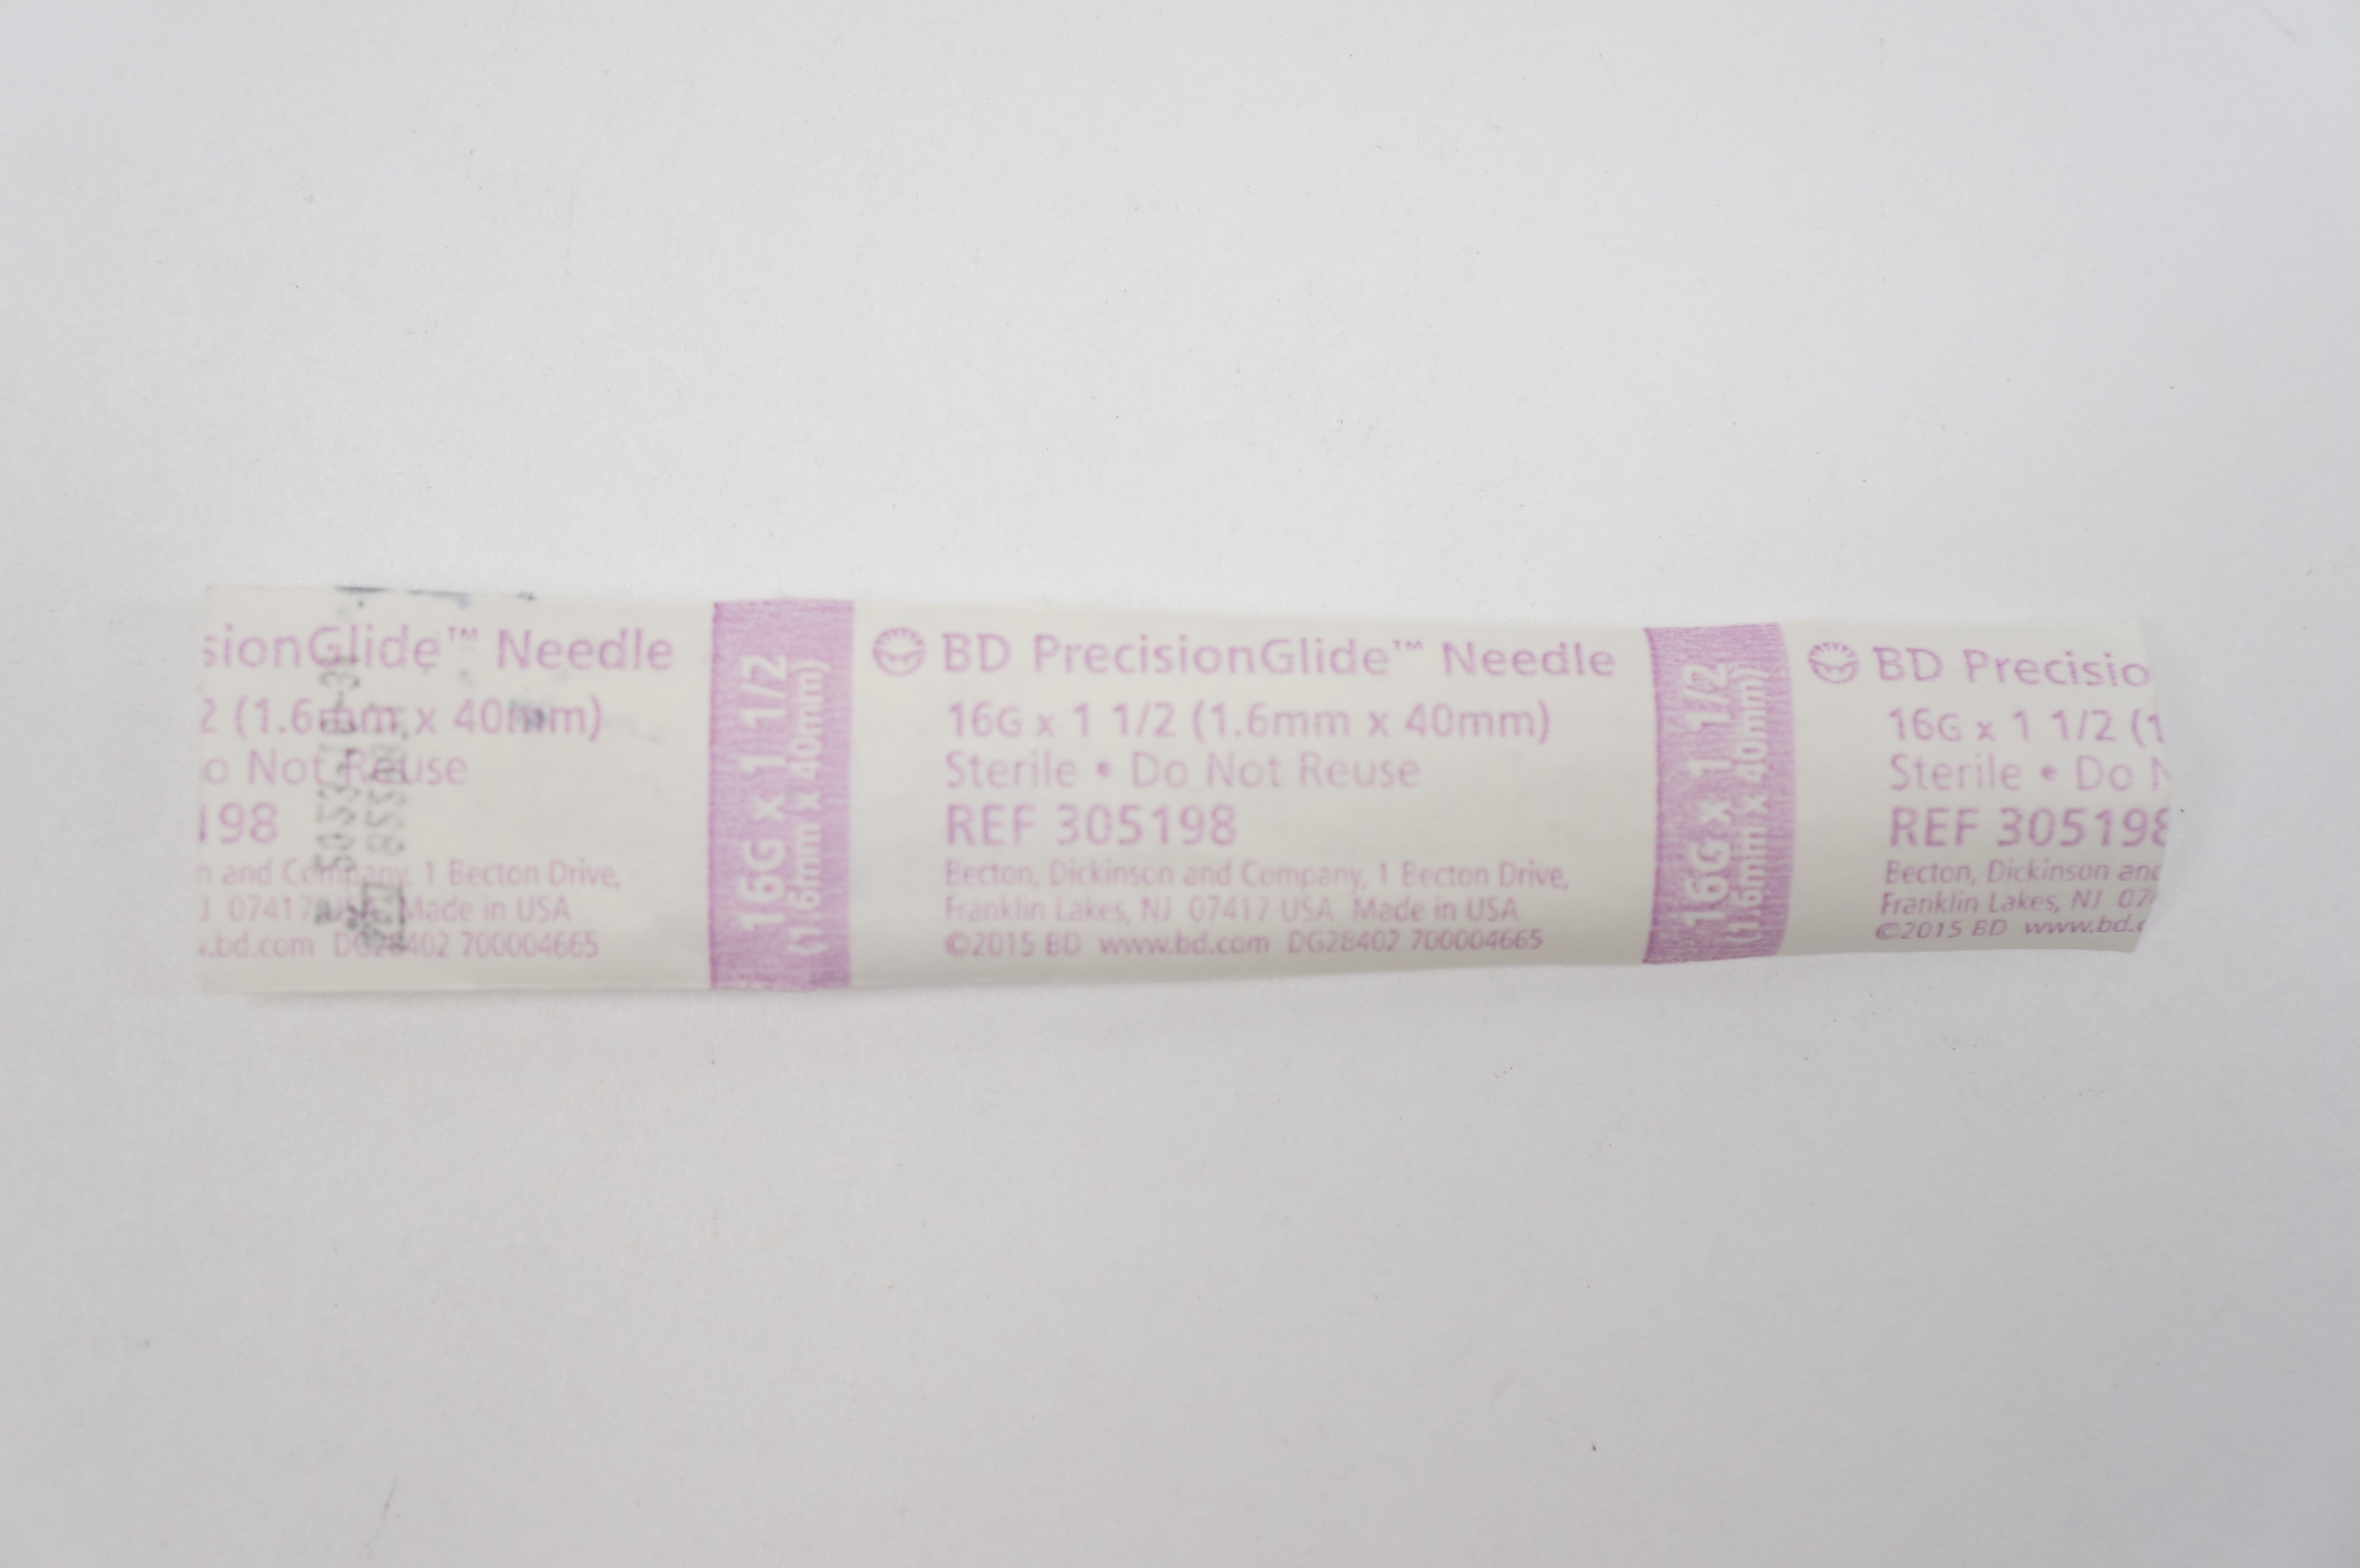 sionGlide™ Needle
2 (1.6mm x 40mm)
o Not Reuse
198
n and Company, 1 Becton Drive,
J 07417 USA Made in USA
.bd.com DG28402 700004665
16G x 1 1/2
(1.6mm x 40mm)
BD PrecisionGlide™ Needle
16G x 1 1/2 (1.6mm x 40mm)
Sterile • Do Not Reuse
REF 305198
Becton, Dickinson and Company, 1 Becton Drive,
Franklin Lakes, NJ 07417 USA Made in USA
©2015 BD www.bd.com DG28402 700004665
16G x 1 1/2
(1.6mm x 40mm)
BD Precisio
16G x 1 1/2 (1
Sterile • Do N
REF 305198
Becton, Dickinson and
Franklin Lakes, NJ 07
©2015 BD www.bd.c